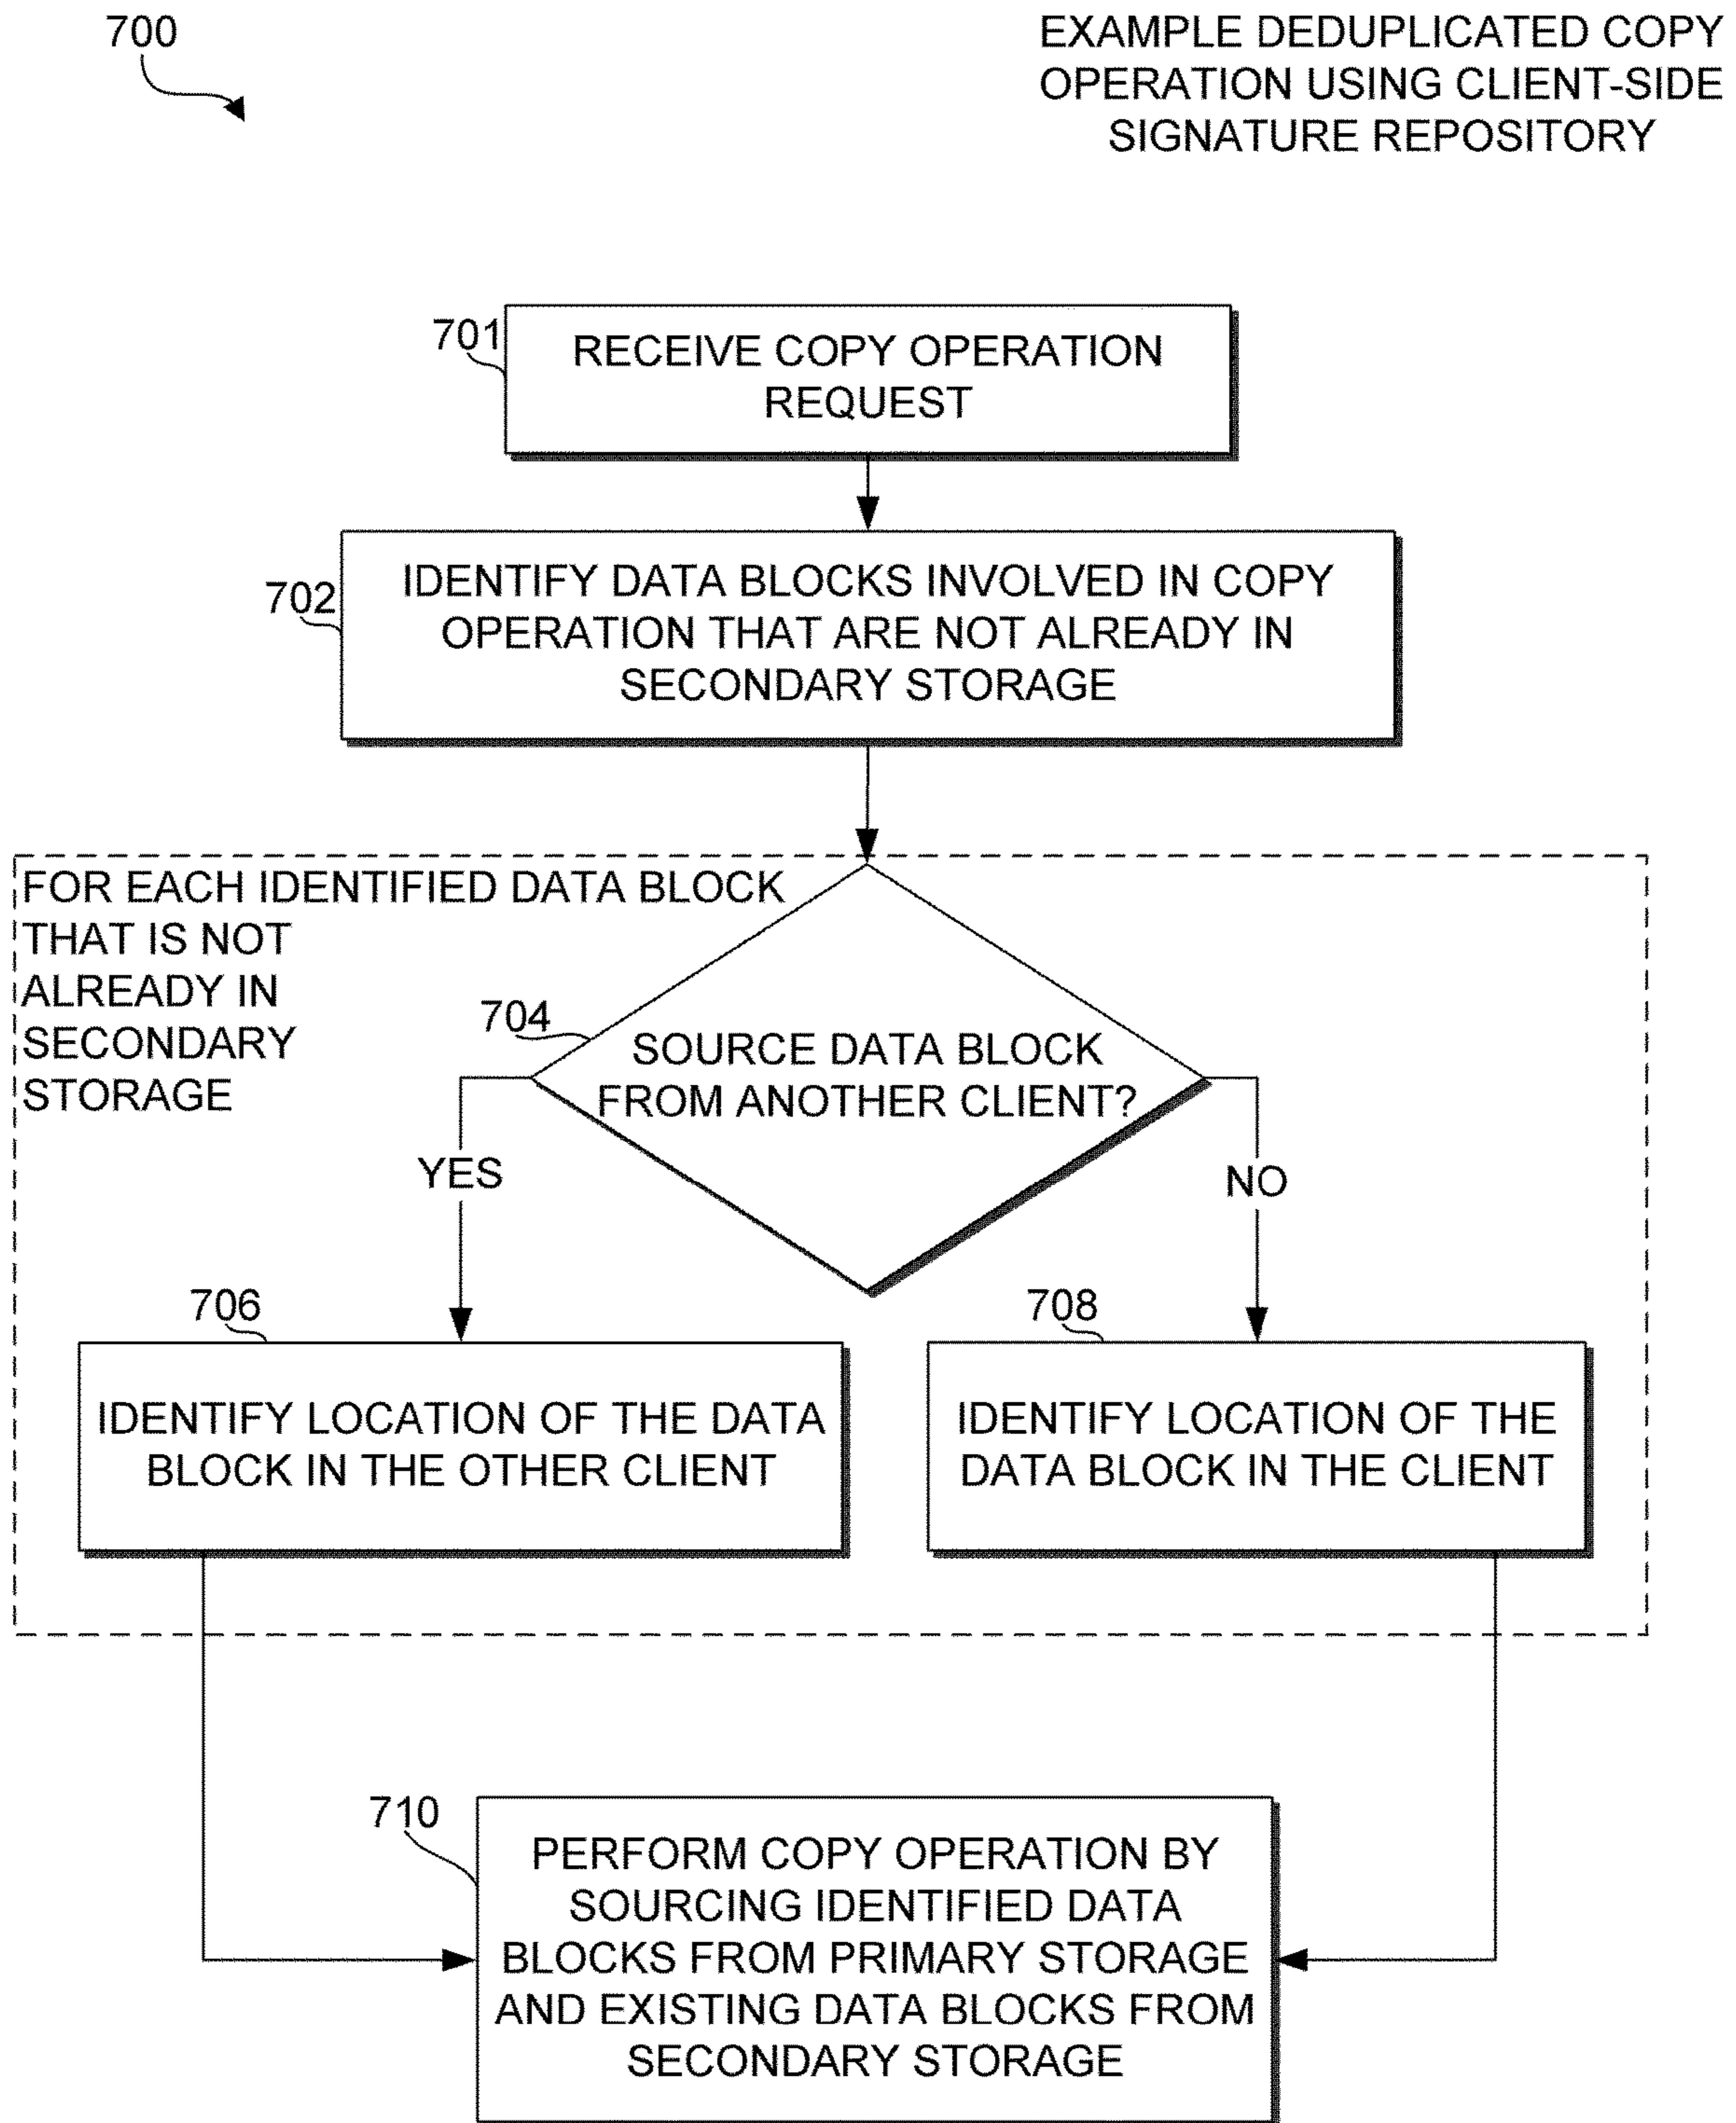 700
EXAMPLE DEDUPLICATED COPY
OPERATION USING CLIENT-SIDE
SIGNATURE REPOSITORY
701
RECEIVE COPY OPERATION
REQUEST
702
IDENTIFY DATA BLOCKS INVOLVED IN COPY
OPERATION THAT ARE NOT ALREADY IN
SECONDARY STORAGE
FOR EACH IDENTIFIED DATA BLOCK
THAT IS NOT
ALREADY IN
SECONDARY
STORAGE
704
SOURCE DATA BLOCK
FROM ANOTHER CLIENT?
YES
NO
706
IDENTIFY LOCATION OF THE DATA
BLOCK IN THE OTHER CLIENT
708
IDENTIFY LOCATION OF THE
DATA BLOCK IN THE CLIENT
710
PERFORM COPY OPERATION BY
SOURCING IDENTIFIED DATA
BLOCKS FROM PRIMARY STORAGE
AND EXISTING DATA BLOCKS FROM
SECONDARY STORAGE